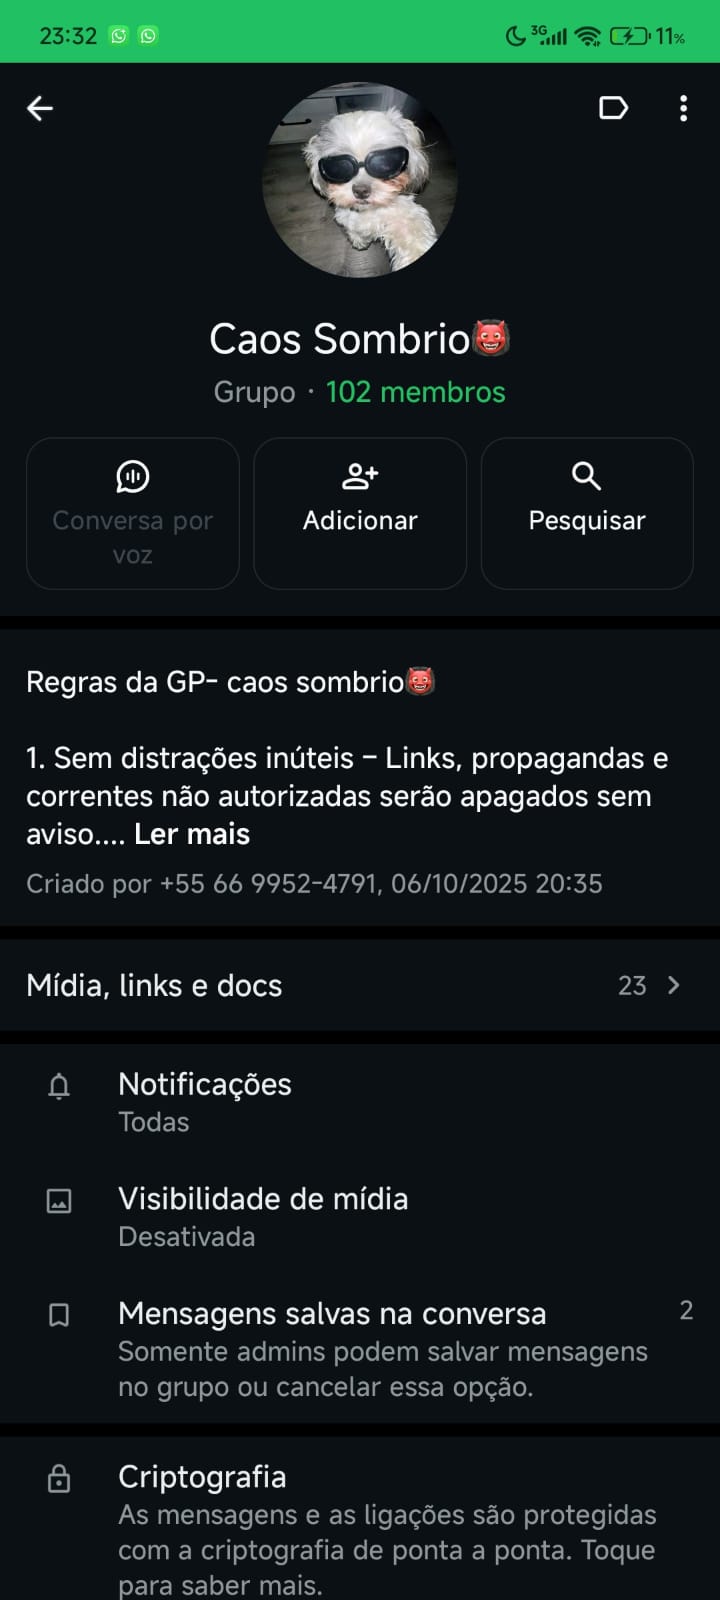 23:32 3G 11%
Caos Sombrio👹
Grupo · 102 membros
Conversa por
voz
Adicionar
Pesquisar
Regras da GP- caos sombrio👹
1. Sem distrações inúteis – Links, propagandas e
correntes não autorizadas serão apagados sem
aviso.... Ler mais
Criado por +55 66 9952-4791, 06/10/2025 20:35
Mídia, links e docs 23
Notificações
Todas
Visibilidade de mídia
Desativada
Mensagens salvas na conversa 2
Somente admins podem salvar mensagens
no grupo ou cancelar essa opção.
Criptografia
As mensagens e as ligações são protegidas
com a criptografia de ponta a ponta. Toque
para saber mais.